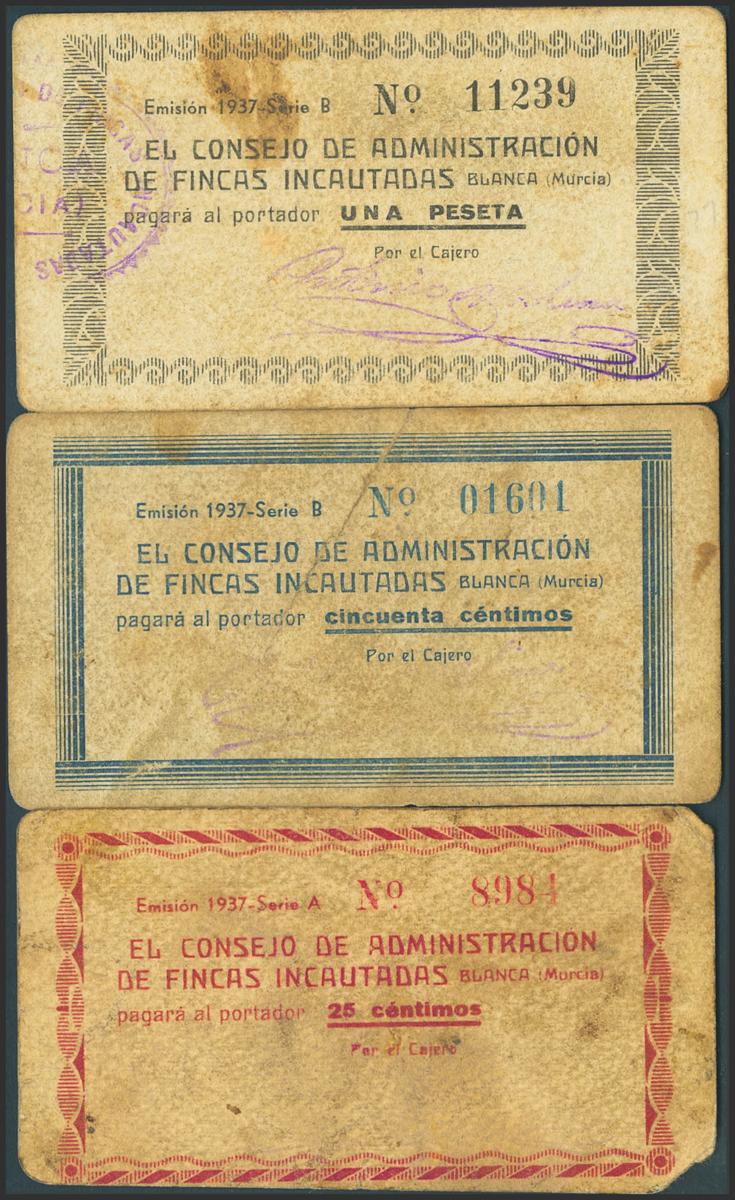 Emisión 1937-Serie B Nº 11239
EL CONSEJO DE ADMINISTRACIÓN
DE FINCAS INCAUTADAS BLANCA (Murcia)
pagará al portador UNA PESETA
Por el Cajero
INCAUTADAS
Emisión 1937-Serie B Nº 01601
EL CONSEJO DE ADMINISTRACIÓN
DE FINCAS INCAUTADAS BLANCA (Murcia)
pagará al portador cincuenta céntimos
Por el Cajero
Emisión 1937-Serie A Nº 8984
EL CONSEJO DE ADMINISTRACIÓN
DE FINCAS INCAUTADAS BLANCA (Murcia)
pagará al portador 25 céntimos
Por el Cajero